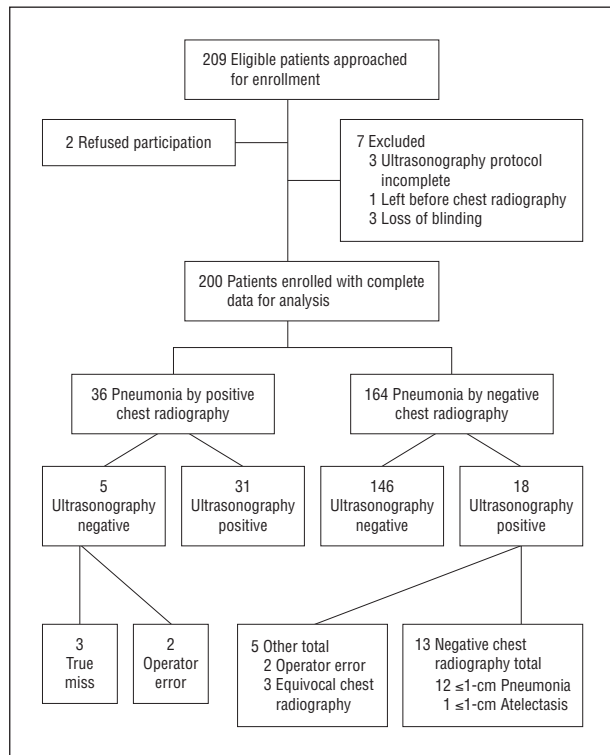 209 Eligible patients approached
for enrollment
2 Refused participation
7 Excluded
3 Ultrasonography protocol
incomplete
1 Left before chest radiography
3 Loss of blinding
200 Patients enrolled with complete
data for analysis
36 Pneumonia by positive
chest radiography
164 Pneumonia by negative
chest radiography
5
Ultrasonography
negative
31
Ultrasonography
positive
146
Ultrasonography
negative
18
Ultrasonography
positive
3
True
miss
2
Operator
error
5 Other total
2 Operator error
3 Equivocal chest
radiography
13 Negative chest
radiography total
12 ≤1-cm Pneumonia
1 ≤1-cm Atelectasis